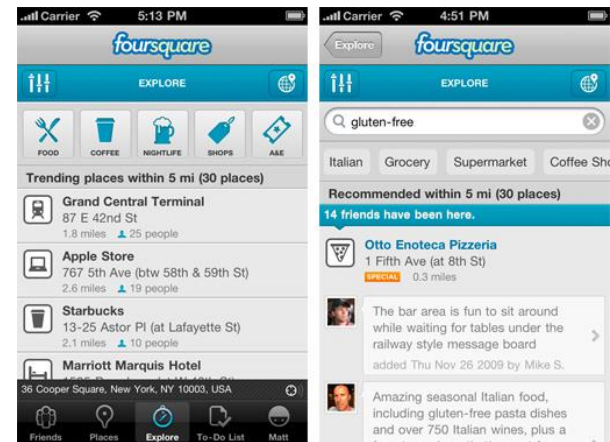 Carrier 5:13 PM
foursquare
EXPLORE
FOOD COFFEE NIGHTLIFE SHOPS A&E
Trending places within 5 mi (30 places)
Grand Central Terminal
87 E 42nd St
1.8 miles 25 people
Apple Store
767 5th Ave (btw 58th & 59th St)
2.6 miles 19 people
Starbucks
13-25 Astor Pl (at Lafayette St)
2.1 miles 10 people
Marriott Marquis Hotel
36 Cooper Square, New York, NY 10003, USA
Friends Places Explore To-Do List Matt
Carrier 4:51 PM
Explore foursquare
EXPLORE
gluten-free
Italian Grocery Supermarket Coffee Sho
Recommended within 5 mi (30 places)
14 friends have been here.
Otto Enoteca Pizzeria
1 Fifth Ave (at 8th St)
SPECIAL 0.3 miles
The bar area is fun to sit around
while waiting for tables under the
railway style message board
added Thu Nov 26 2009 by Mike S.
Amazing seasonal Italian food,
including gluten-free pasta dishes
and over 750 Italian wines, plus a